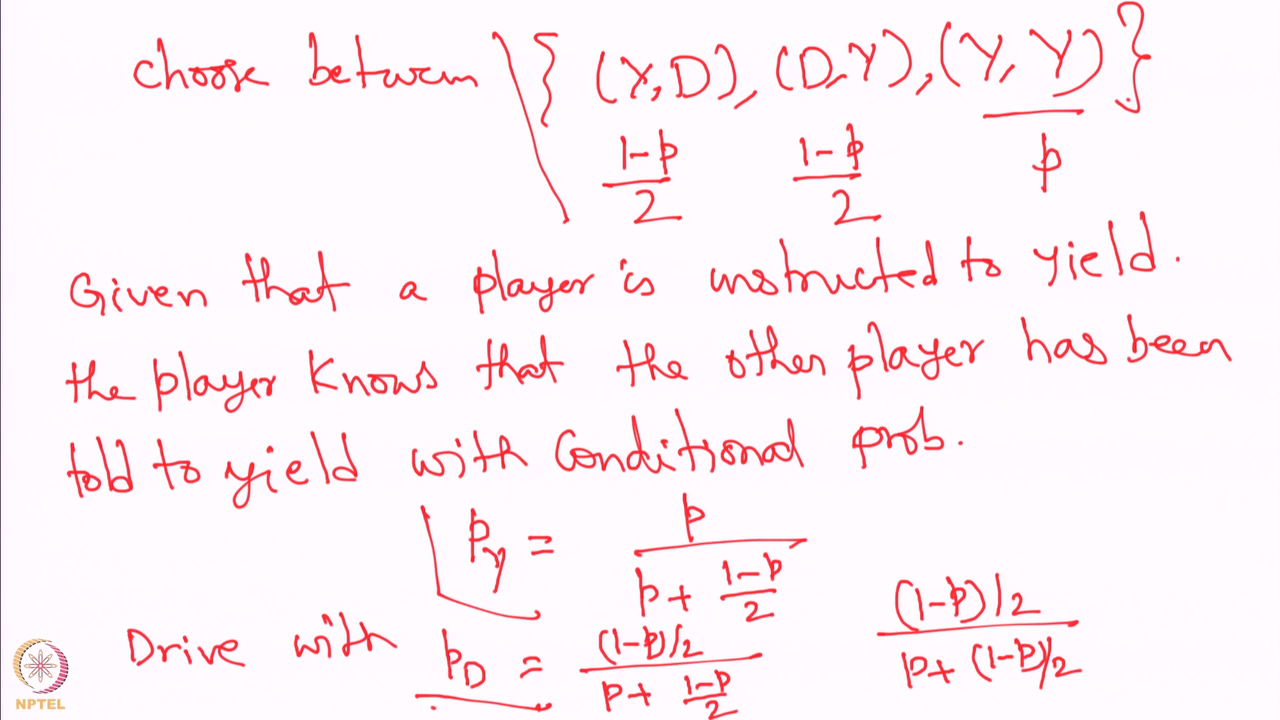 choose between { (Y,D), (D,Y), (Y, Y) }
(1-p)/2 (1-p)/2 p
Given that a player is instructed to yield.
the player knows that the other player has been
told to yield with Conditional prob.
p_Y = p / (p + (1-p)/2)
Drive with p_D = ((1-p)/2) / (p + (1-p)/2) ((1-p)/2) / (p + (1-p)/2)
NPTEL